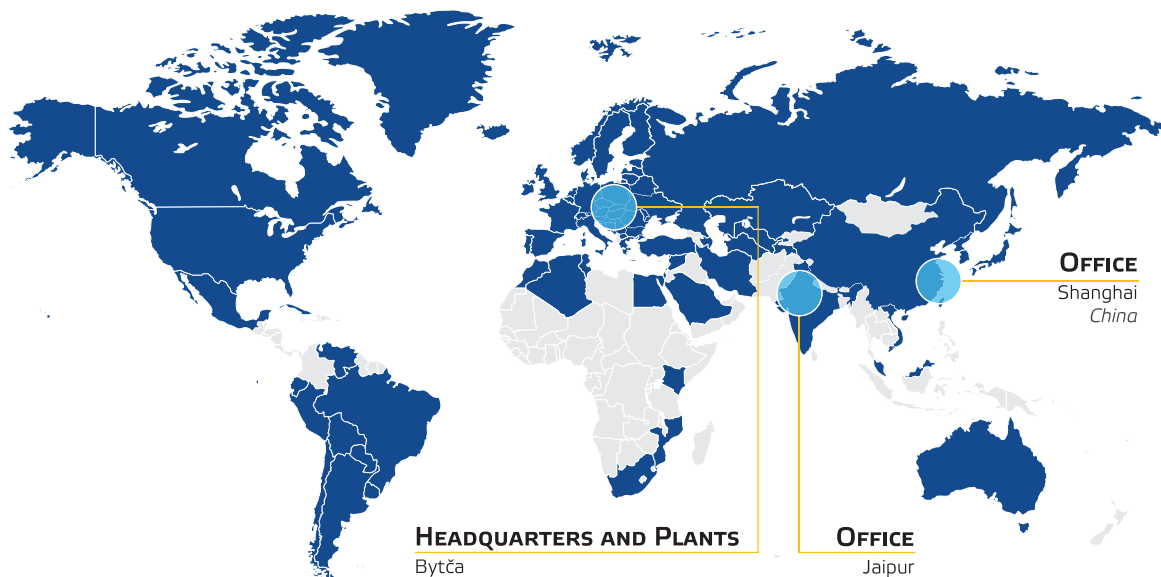 OFFICE
Shanghai
China
HEADQUARTERS AND PLANTS
Bytča
OFFICE
Jaipur